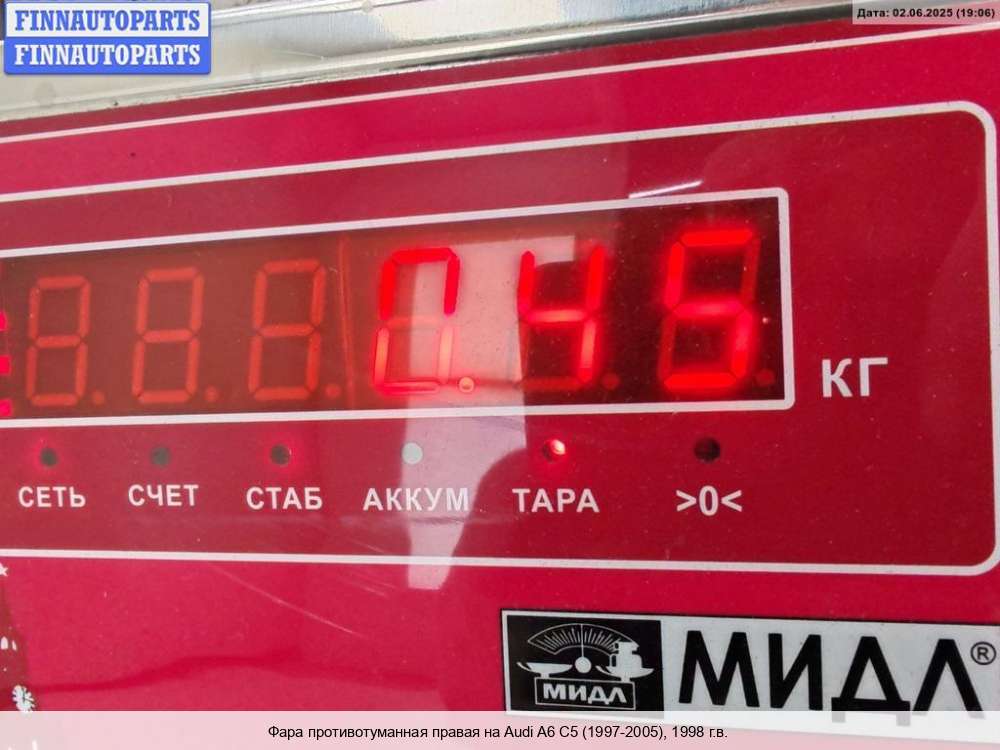 FINNAUTOPARTS
FINNAUTOPARTS
Дата: 02.06.2025 (19:06)
0.46
КГ
СЕТЬ СЧЕТ СТАБ АККУМ ТАРА >0<
МИДЛ МИДЛ®
Фара противотуманная правая на Audi A6 C5 (1997-2005), 1998 г.в.